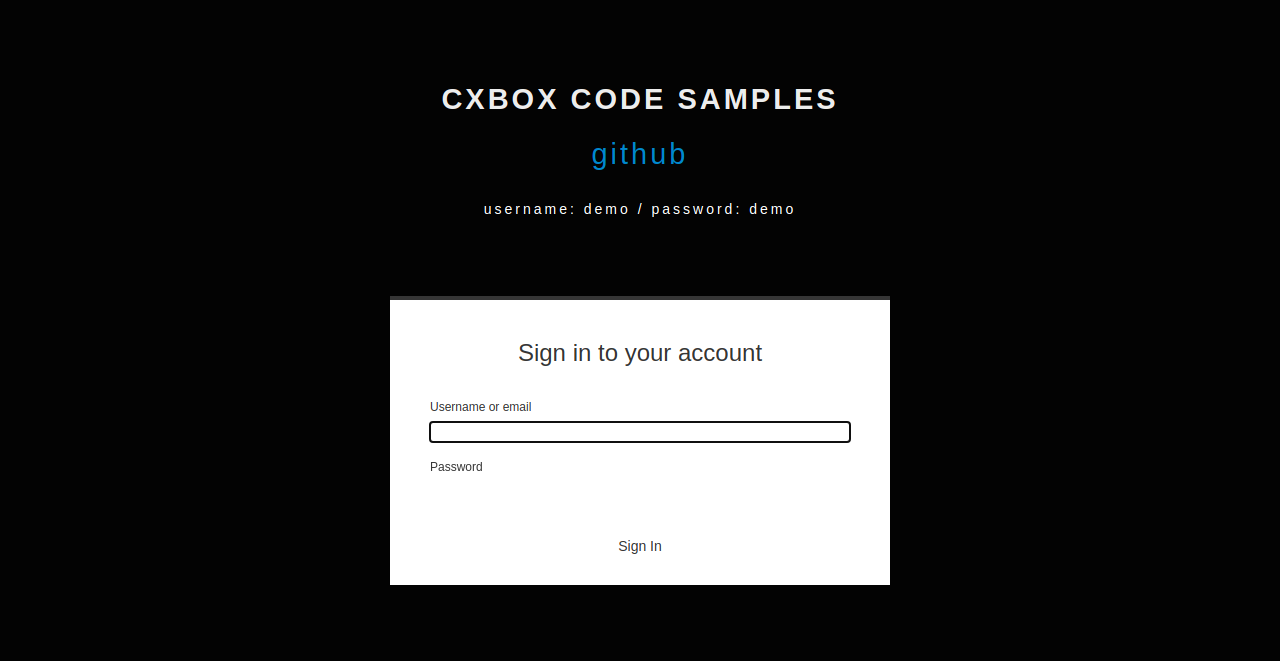 CXBOX CODE SAMPLES
github
username: demo / password: demo
Sign in to your account
Username or email
Password
Sign In